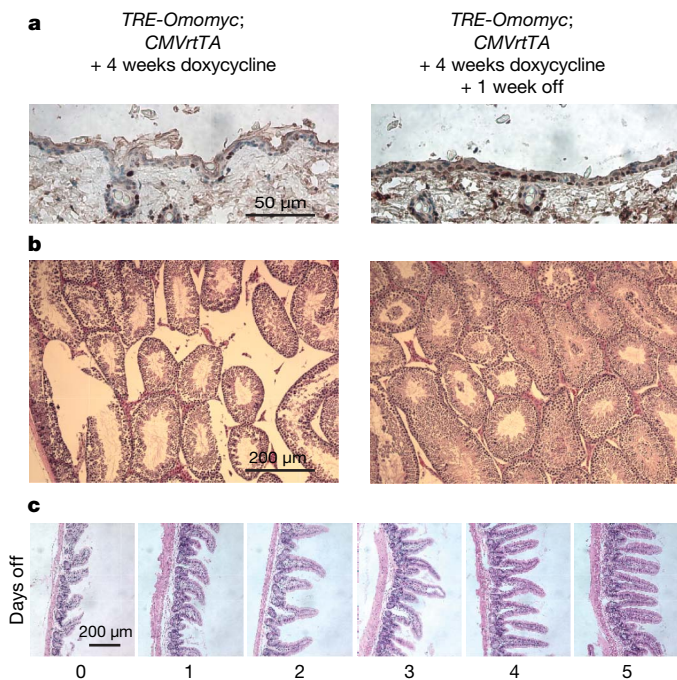 a
TRE-Omomyc;
CMVrtTA
+ 4 weeks doxycycline
TRE-Omomyc;
CMVrtTA
+ 4 weeks doxycycline
+ 1 week off
50 μm
b
200 μm
c
Days off
200 μm
0 1 2 3 4 5